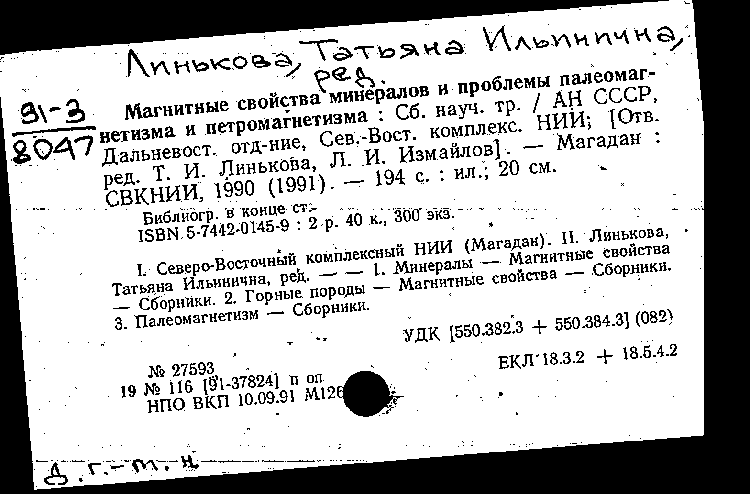 Линькова, Татьяна Ильинична,
ред.
91-3
8047
Магнитные свойства минералов и проблемы палеомаг-
нетизма и петромагнетизма : Сб. науч. тр. / АН СССР,
Дальневост. отд-ние, Сев.-Вост. комплекс. НИИ; [Отв.
ред. Т. И. Линькова, Л. И. Измайлов]. — Магадан :
СВКНИИ, 1990 (1991). — 194 с. : ил.; 20 см.
Библиогр. в конце ст.
ISBN 5-7442-0145-9 : 2 р. 40 к., 300 экз.
I. Северо-Восточный комплексный НИИ (Магадан). II. Линькова,
Татьяна Ильинична, ред. — — 1. Минералы — Магнитные свойства
— Сборники. 2. Горные породы — Магнитные свойства — Сборники.
3. Палеомагнетизм — Сборники.
УДК [550.382.3 + 550.384.3] (082)
№ 27593
ЕКЛ 18.3.2 + 18.5.4.2
19 № 116 [91-37824] п оп
НПО ВКП 10.09.91 М126
Д. г.-м. н